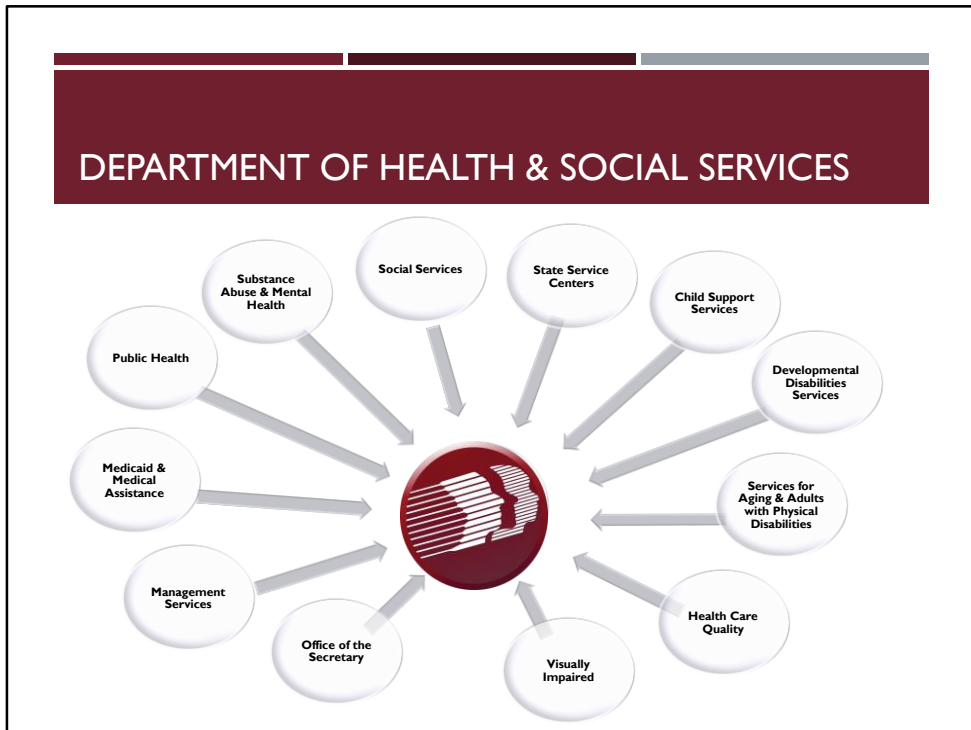 DEPARTMENT OF HEALTH & SOCIAL SERVICES
Social Services
State Service
Centers
Substance
Abuse & Mental
Health
Child Support
Services
Public Health
Developmental
Disabilities
Services
Medicaid &
Medical
Assistance
Services for
Aging & Adults
with Physical
Disabilities
Management
Services
Health Care
Quality
Office of the
Secretary
Visually
Impaired